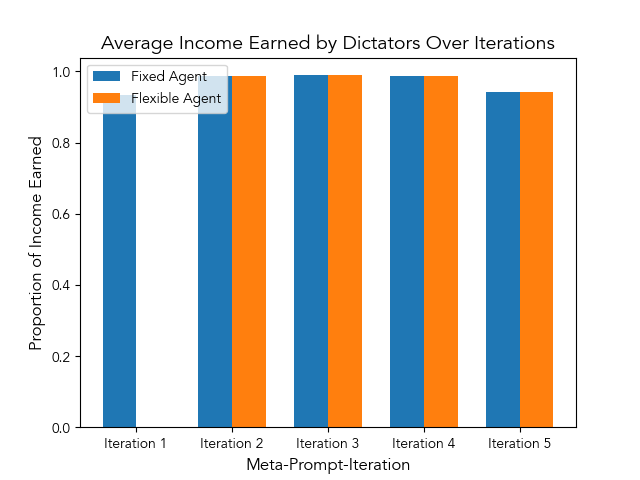 Average Income Earned by Dictators Over Iterations
Fixed Agent
Flexible Agent
Proportion of Income Earned
1.0
0.8
0.6
0.4
0.2
0.0
Iteration 1
Iteration 2
Iteration 3
Iteration 4
Iteration 5
Meta-Prompt-Iteration